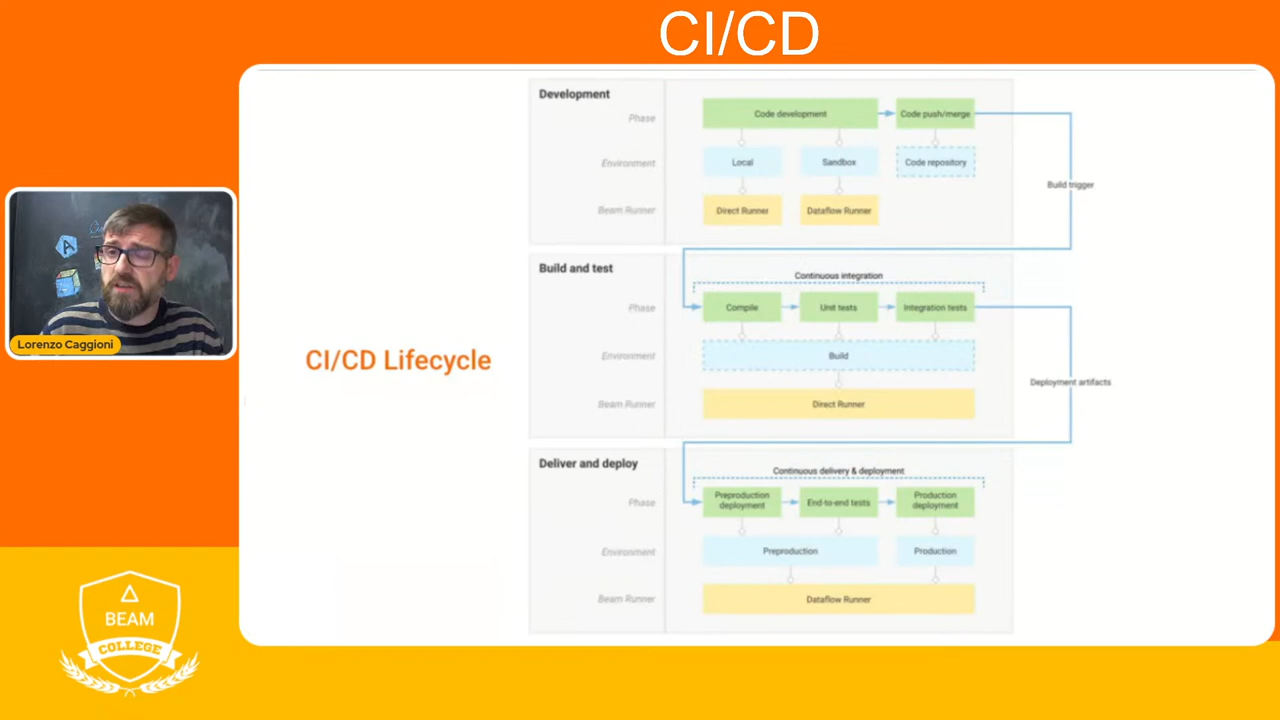 CI/CD
Lorenzo Caggioni
BEAM
COLLEGE
CI/CD Lifecycle
Development
Phase
Code development
Code push/merge
Environment
Local
Sandbox
Code repository
Beam Runner
Direct Runner
Dataflow Runner
Build trigger
Build and test
Continuous integration
Phase
Compile
Unit tests
Integration tests
Environment
Build
Beam Runner
Direct Runner
Deployment artifacts
Deliver and deploy
Continuous delivery & deployment
Phase
Preproduction
deployment
End-to-end tests
Production
deployment
Environment
Preproduction
Production
Beam Runner
Dataflow Runner